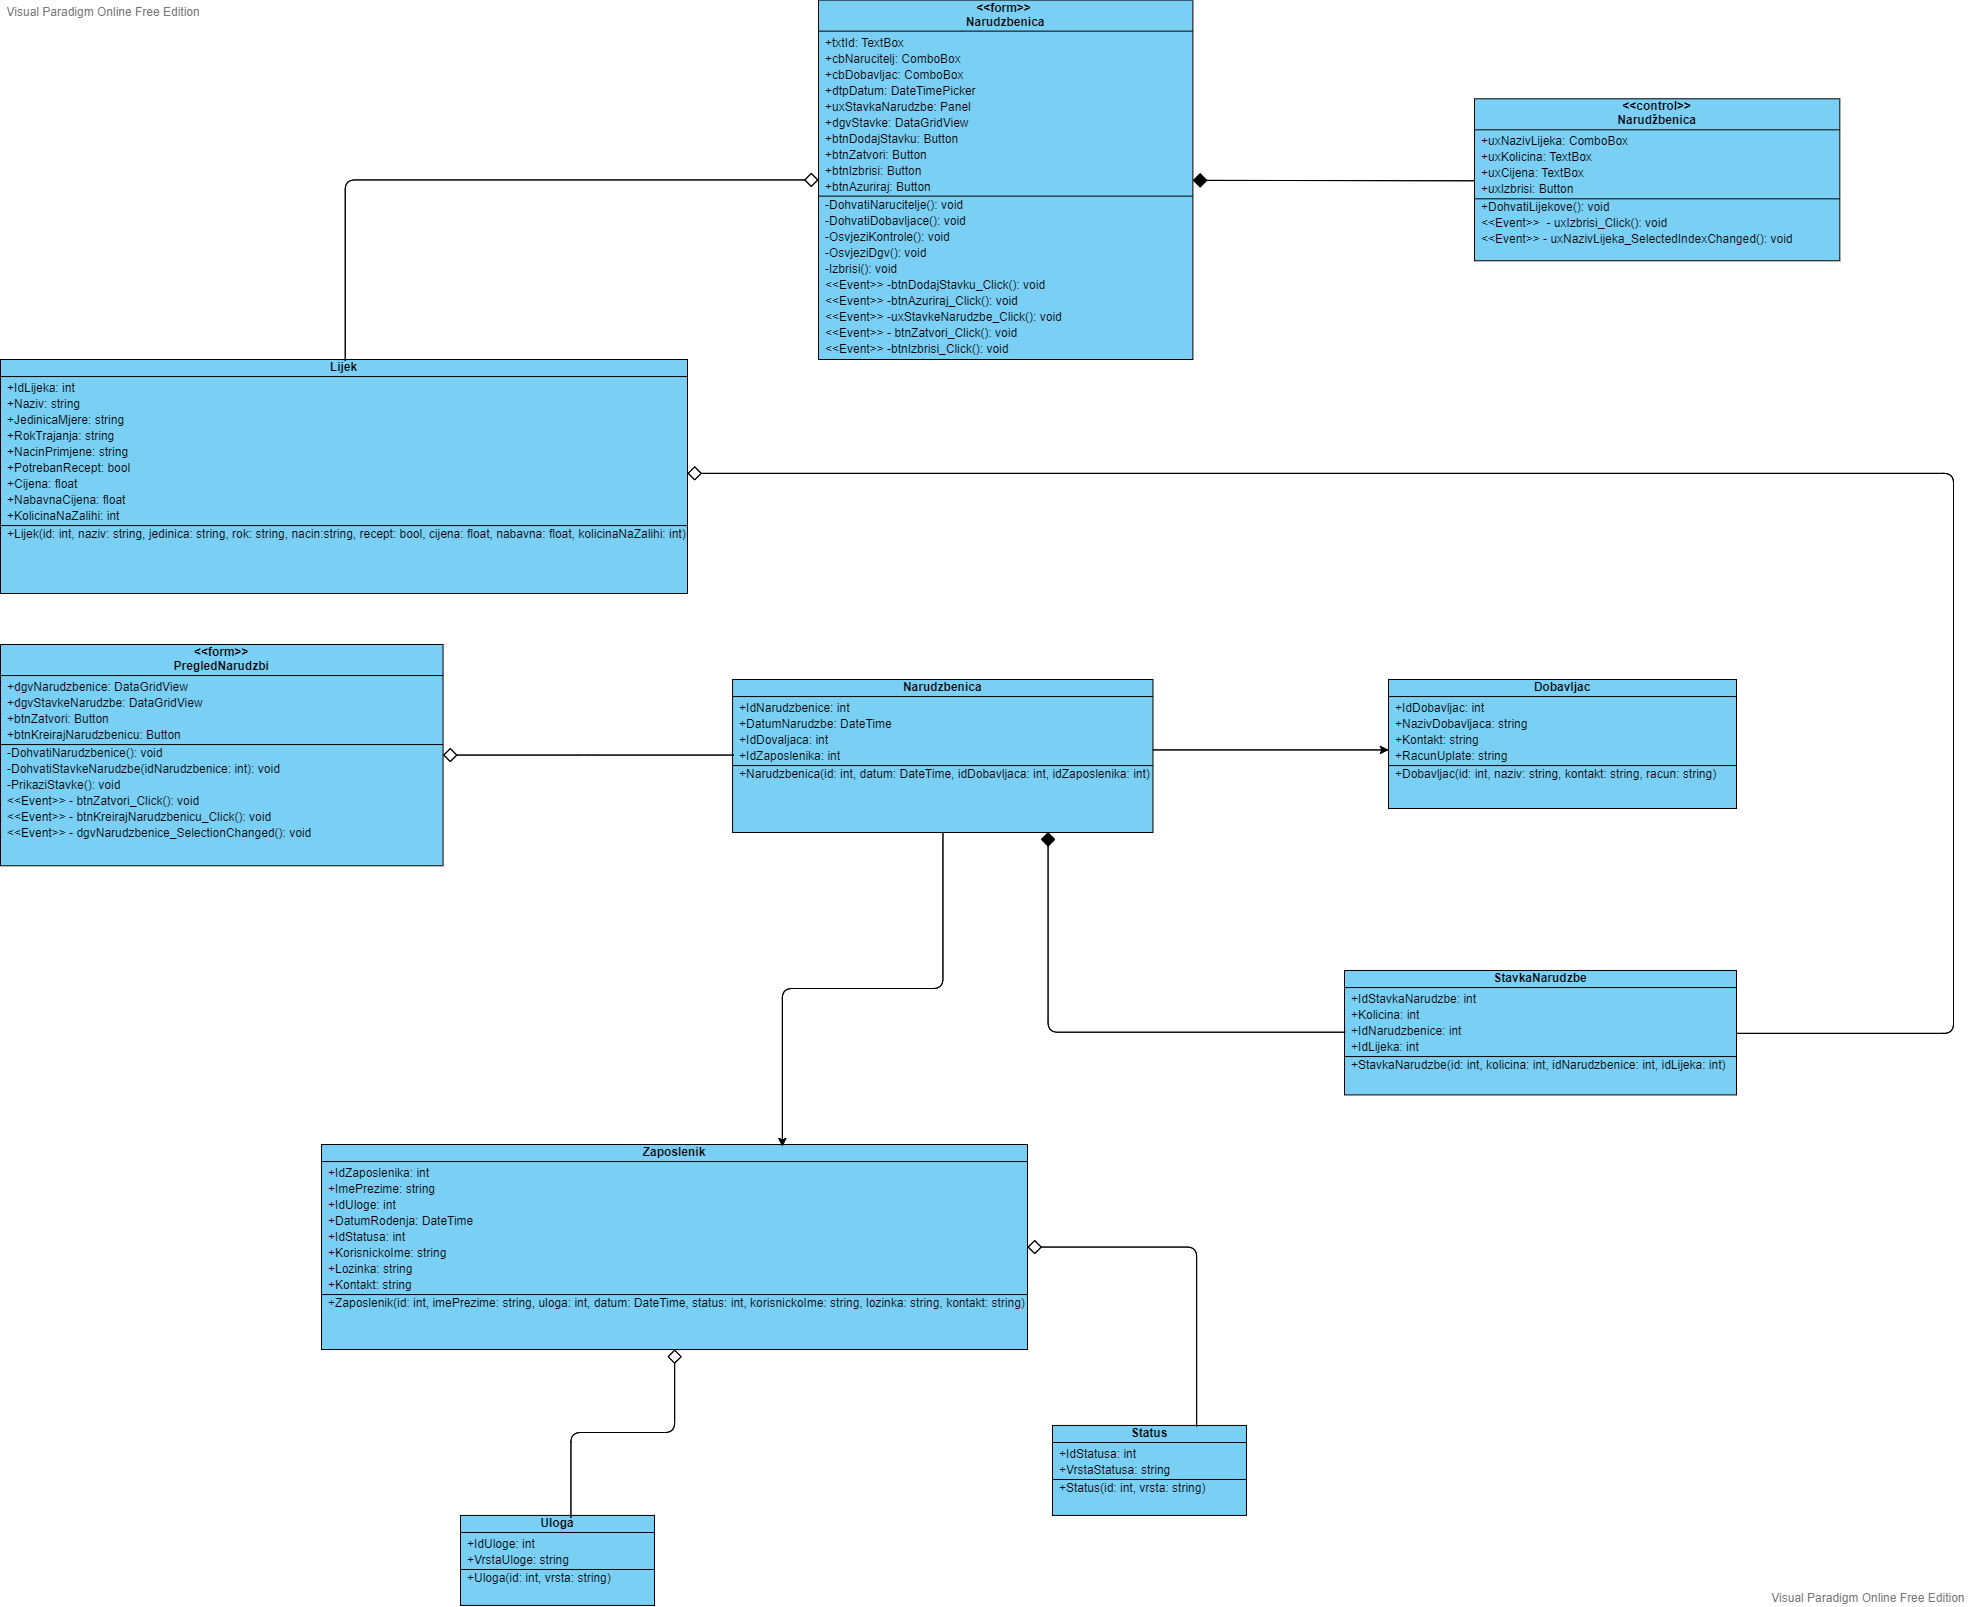 Visual Paradigm Online Free Edition
<<form>>
Narudzbenica
+txtId: TextBox
+cbNarucitelj: ComboBox
+cbDobavljac: ComboBox
+dtpDatum: DateTimePicker
+uxStavkaNarudzbe: Panel
+dgvStavke: DataGridView
+btnDodajStavku: Button
+btnZatvori: Button
+btnIzbrisi: Button
+btnAzuriraj: Button
-DohvatiNarucitelje(): void
-DohvatiDobavljace(): void
-OsvjeziKontrole(): void
-OsvjeziDgv(): void
-Izbrisi(): void
<<Event>> -btnDodajStavku_Click(): void
<<Event>> -btnAzuriraj_Click(): void
<<Event>> -uxStavkeNarudzbe_Click(): void
<<Event>> - btnZatvori_Click(): void
<<Event>> -btnIzbrisi_Click(): void
<<control>>
Narudžbenica
+uxNazivLijeka: ComboBox
+uxKolicina: TextBox
+uxCijena: TextBox
+uxIzbrisi: Button
+DohvatiLijekove(): void
<<Event>>  - uxIzbrisi_Click(): void
<<Event>> - uxNazivLijeka_SelectedIndexChanged(): void
Lijek
+IdLijeka: int
+Naziv: string
+JedinicaMjere: string
+RokTrajanja: string
+NacinPrimjene: string
+PotrebanRecept: bool
+Cijena: float
+NabavnaCijena: float
+KolicinaNaZalihi: int
+Lijek(id: int, naziv: string, jedinica: string, rok: string, nacin:string, recept: bool, cijena: float, nabavna: float, kolicinaNaZalihi: int)
<<form>>
PregledNarudzbi
+dgvNarudzbenice: DataGridView
+dgvStavkeNarudzbe: DataGridView
+btnZatvori: Button
+btnKreirajNarudzbenicu: Button
-DohvatiNarudzbenice(): void
-DohvatiStavkeNarudzbe(idNarudzbenice: int): void
-PrikaziStavke(): void
<<Event>> - btnZatvori_Click(): void
<<Event>> - btnKreirajNarudzbenicu_Click(): void
<<Event>> - dgvNarudzbenice_SelectionChanged(): void
Narudzbenica
+IdNarudzbenice: int
+DatumNarudzbe: DateTime
+IdDovaljaca: int
+IdZaposlenika: int
+Narudzbenica(id: int, datum: DateTime, idDobavljaca: int, idZaposlenika: int)
Dobavljac
+IdDobavljac: int
+NazivDobavljaca: string
+Kontakt: string
+RacunUplate: string
+Dobavljac(id: int, naziv: string, kontakt: string, racun: string)
StavkaNarudzbe
+IdStavkaNarudzbe: int
+Kolicina: int
+IdNarudzbenice: int
+IdLijeka: int
+StavkaNarudzbe(id: int, kolicina: int, idNarudzbenice: int, idLijeka: int)
Zaposlenik
+IdZaposlenika: int
+ImePrezime: string
+IdUloge: int
+DatumRodenja: DateTime
+IdStatusa: int
+KorisnickoIme: string
+Lozinka: string
+Kontakt: string
+Zaposlenik(id: int, imePrezime: string, uloga: int, datum: DateTime, status: int, korisnickoIme: string, lozinka: string, kontakt: string)
Status
+IdStatusa: int
+VrstaStatusa: string
+Status(id: int, vrsta: string)
Uloga
+IdUloge: int
+VrstaUloge: string
+Uloga(id: int, vrsta: string)
Visual Paradigm Online Free Edition